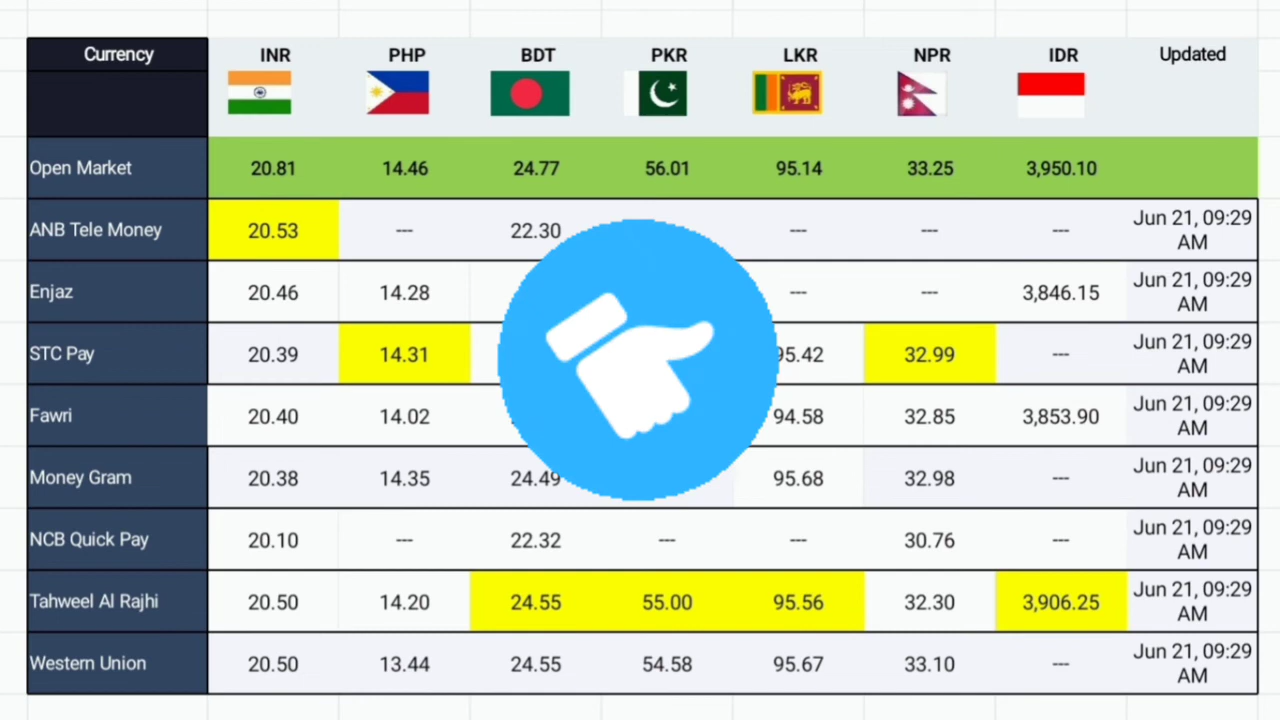 Currency INR PHP BDT PKR LKR NPR IDR Updated
Open Market 20.81 14.46 24.77 56.01 95.14 33.25 3,950.10
ANB Tele Money 20.53 --- 22.30 --- --- --- Jun 21, 09:29
AM
Enjaz 20.46 14.28 --- --- 3,846.15 Jun 21, 09:29
AM
STC Pay 20.39 14.31 95.42 32.99 --- Jun 21, 09:29
AM
Fawri 20.40 14.02 94.58 32.85 3,853.90 Jun 21, 09:29
AM
Money Gram 20.38 14.35 24.49 95.68 32.98 --- Jun 21, 09:29
AM
NCB Quick Pay 20.10 --- 22.32 --- --- 30.76 --- Jun 21, 09:29
AM
Tahweel Al Rajhi 20.50 14.20 24.55 55.00 95.56 32.30 3,906.25 Jun 21, 09:29
AM
Western Union 20.50 13.44 24.55 54.58 95.67 33.10 --- Jun 21, 09:29
AM